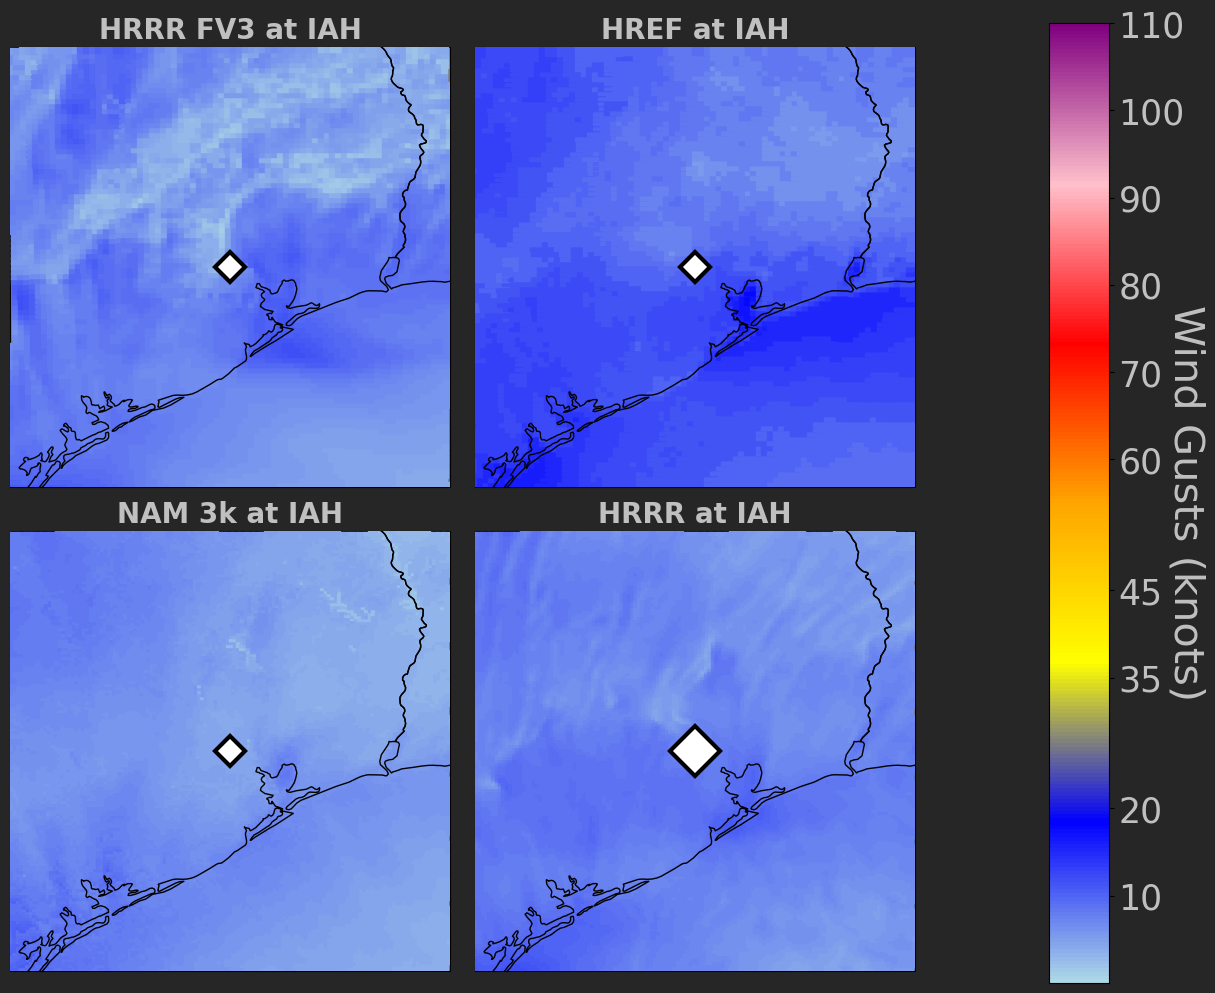 HRRR FV3 at IAH
HREF at IAH
NAM 3k at IAH
HRRR at IAH
110
100
90
80
70
60
45
35
20
10
Wind Gusts (knots)